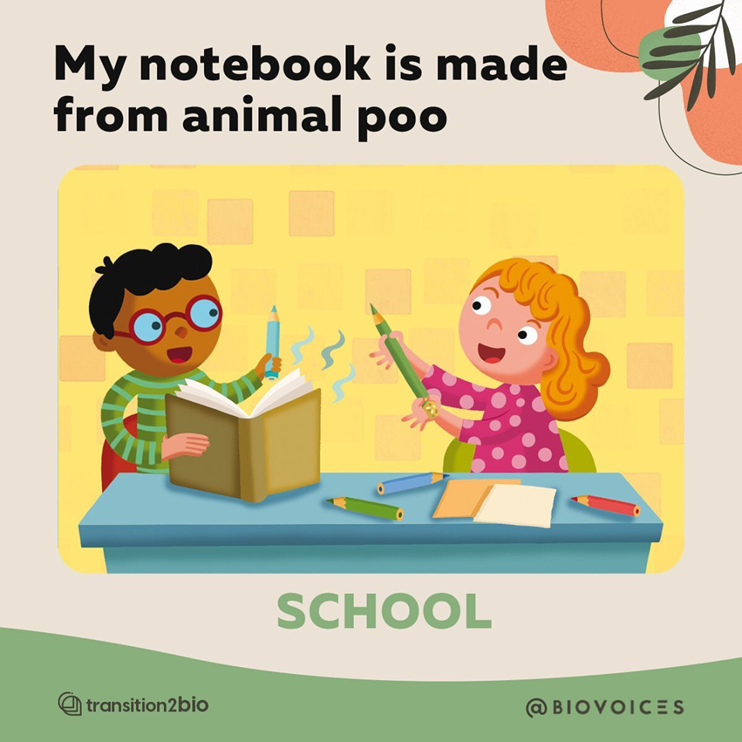 My notebook is made
from animal poo
SCHOOL
transition2bio
@BIOVOICES